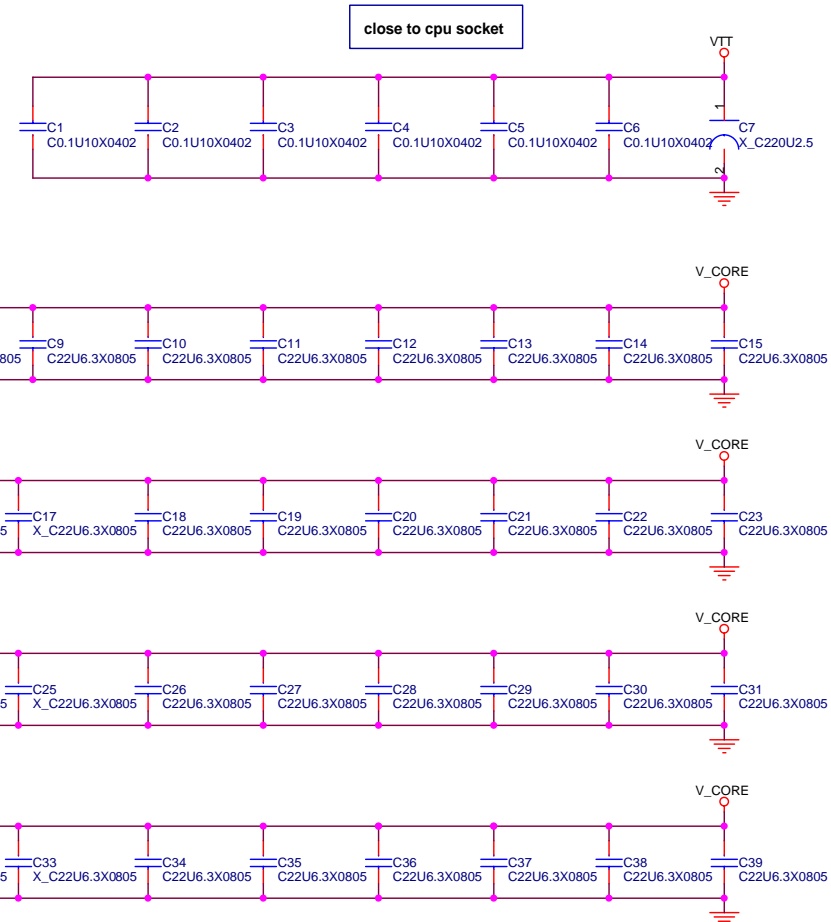 close to cpu socket
VTT
C1
C0.1U10X0402
C2
C0.1U10X0402
C3
C0.1U10X0402
C4
C0.1U10X0402
C5
C0.1U10X0402
C6
C0.1U10X0402
1
C7
X_C220U2.5
2
V_CORE
805
C9
C22U6.3X0805
C10
C22U6.3X0805
C11
C22U6.3X0805
C12
C22U6.3X0805
C13
C22U6.3X0805
C14
C22U6.3X0805
C15
C22U6.3X0805
V_CORE
5
C17
X_C22U6.3X0805
C18
C22U6.3X0805
C19
C22U6.3X0805
C20
C22U6.3X0805
C21
C22U6.3X0805
C22
C22U6.3X0805
C23
C22U6.3X0805
V_CORE
5
C25
X_C22U6.3X0805
C26
C22U6.3X0805
C27
C22U6.3X0805
C28
C22U6.3X0805
C29
C22U6.3X0805
C30
C22U6.3X0805
C31
C22U6.3X0805
V_CORE
5
C33
X_C22U6.3X0805
C34
C22U6.3X0805
C35
C22U6.3X0805
C36
C22U6.3X0805
C37
C22U6.3X0805
C38
C22U6.3X0805
C39
C22U6.3X0805